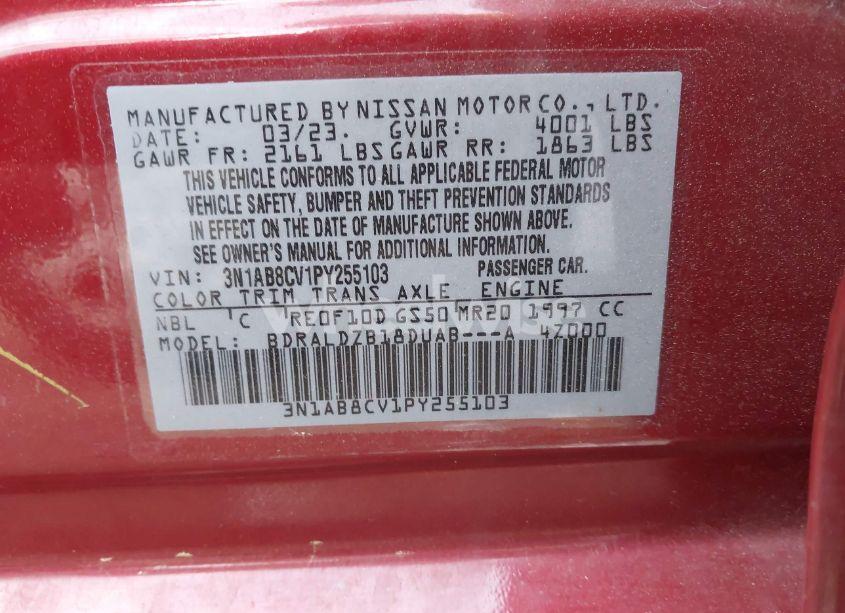 MANUFACTURED BY NISSAN MOTOR CO., LTD.
DATE: 03/23. GVWR: 4001 LBS
GAWR FR: 2161 LBS GAWR RR: 1863 LBS
THIS VEHICLE CONFORMS TO ALL APPLICABLE FEDERAL MOTOR
VEHICLE SAFETY, BUMPER AND THEFT PREVENTION STANDARDS
IN EFFECT ON THE DATE OF MANUFACTURE SHOWN ABOVE.
SEE OWNER'S MANUAL FOR ADDITIONAL INFORMATION.
VIN: 3N1AB8CV1PY255103 PASSENGER CAR.
COLOR TRIM TRANS AXLE ENGINE
NBL C RE0F10D GS50 MR20 1997 CC
MODEL: BDRALDZB18DUAB---A 4Z000
3N1AB8CV1PY255103